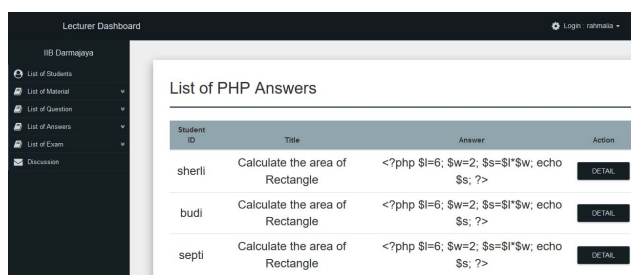 Lecturer Dashboard
Login : rahmalia
IIB Darmajaya
List of Students
List of Material
List of Question
List of Answers
List of Exam
Discussion
List of PHP Answers
Student ID Title Answer Action
sherli Calculate the area of Rectangle <?php $l=6; $w=2; $s=$l*$w; echo $s; ?> DETAIL
budi Calculate the area of Rectangle <?php $l=6; $w=2; $s=$l*$w; echo $s; ?> DETAIL
septi Calculate the area of Rectangle <?php $l=6; $w=2; $s=$l*$w; echo $s; ?> DETAIL